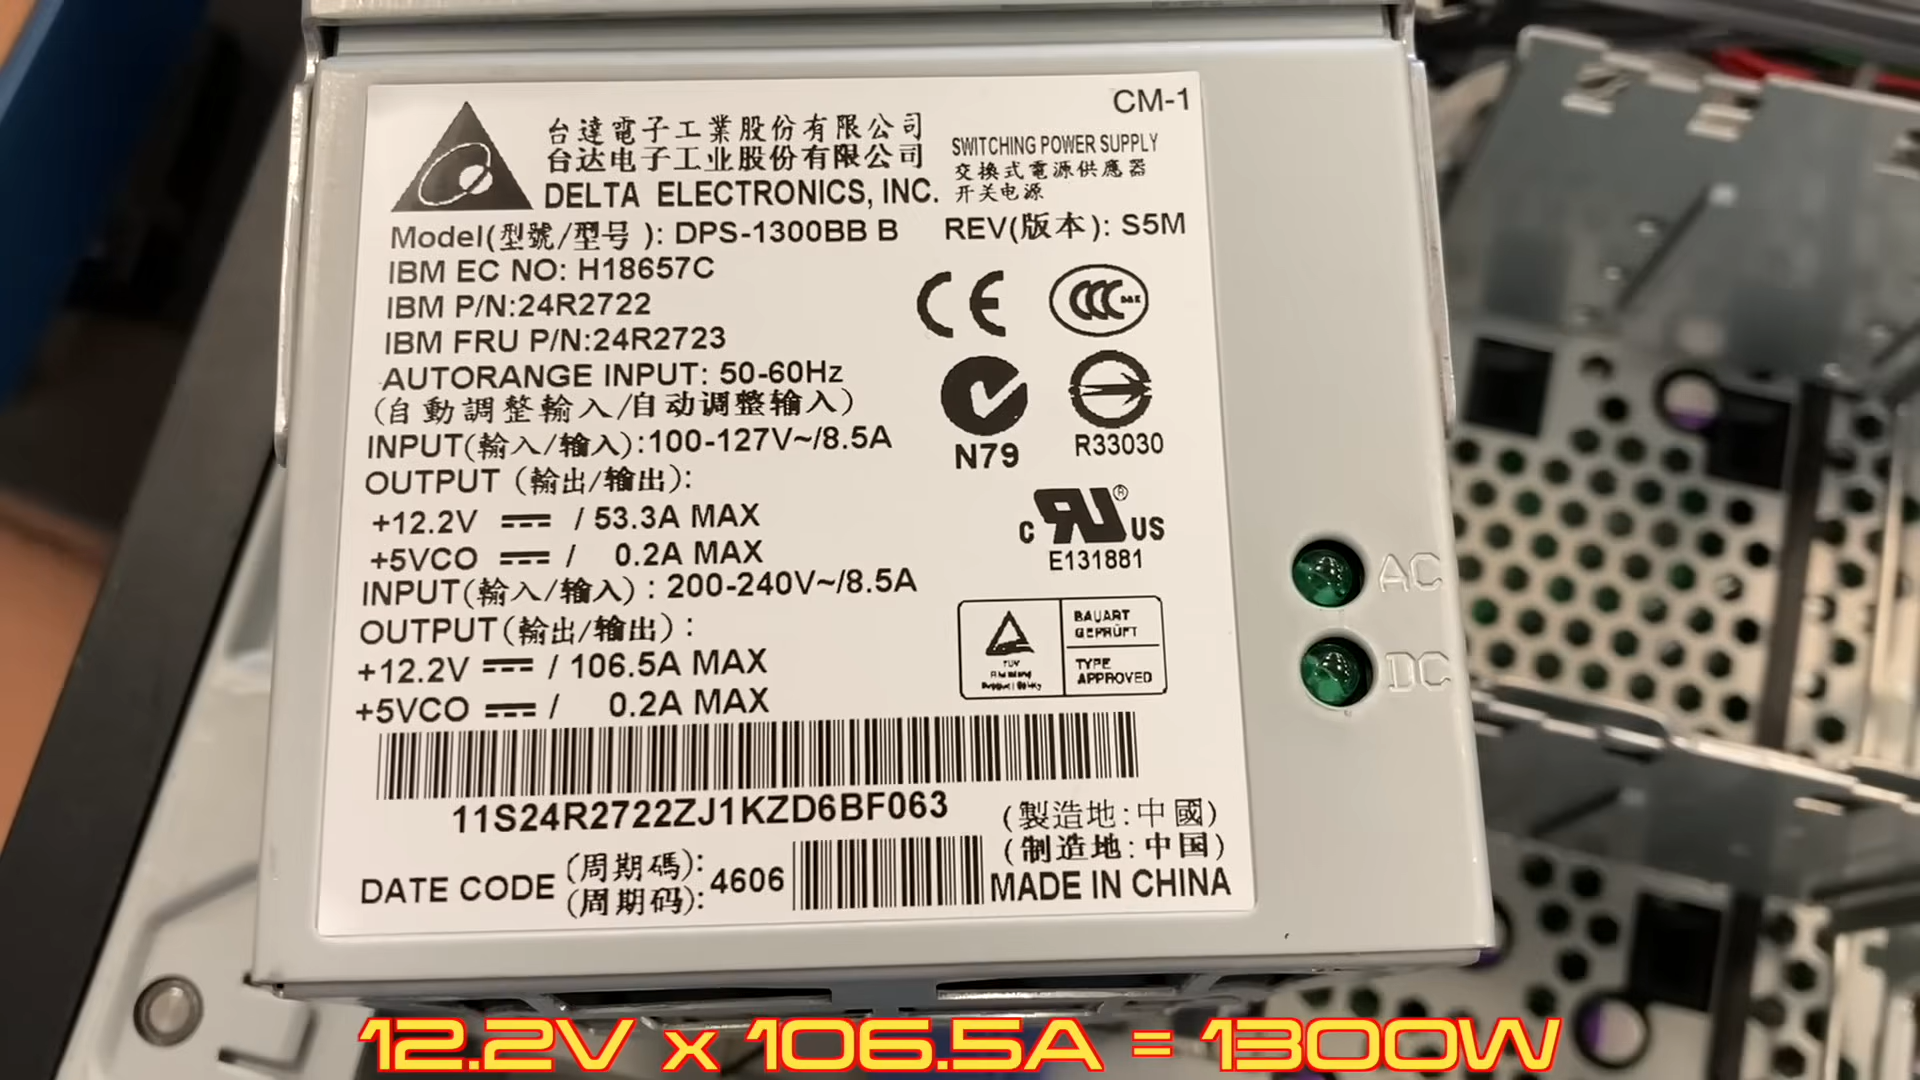 CM-1
台達電子工業股份有限公司
台达电子工业股份有限公司
DELTA ELECTRONICS, INC.
SWITCHING POWER SUPPLY
交換式電源供應器
开关电源
Model(型號/型号 ): DPS-1300BB B REV(版本): S5M
IBM EC NO: H18657C
IBM P/N:24R2722
IBM FRU P/N:24R2723
AUTORANGE INPUT: 50-60Hz
(自動調整輸入/自动调整输入)
INPUT(輸入/输入):100-127V~/8.5A
OUTPUT (輸出/输出):
+12.2V ⎓ / 53.3A MAX
+5VCO ⎓ / 0.2A MAX
INPUT(輸入/输入) : 200-240V~/8.5A
OUTPUT(輸出/输出) :
+12.2V ⎓ / 106.5A MAX
+5VCO ⎓ / 0.2A MAX
CE
CCC
S&E
N79
R33030
c RU ® US
E131881
TUV
BAUART
GEPRÜFT
TYPE
APPROVED
AC
DC
11S24R2722ZJ1KZD6BF063
(製造地:中國)
(制造地:中国)
MADE IN CHINA
DATE CODE (周期碼):
(周期码): 4606
12.2V x 106.5A = 1300W